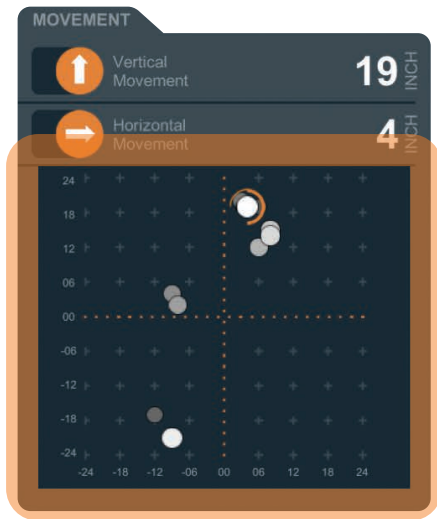 MOVEMENT
Vertical
Movement
19 INCH
Horizontal
Movement
4 INCH
24
18
12
06
00
-06
-12
-18
-24
-24 -18 -12 -06 00 06 12 18 24